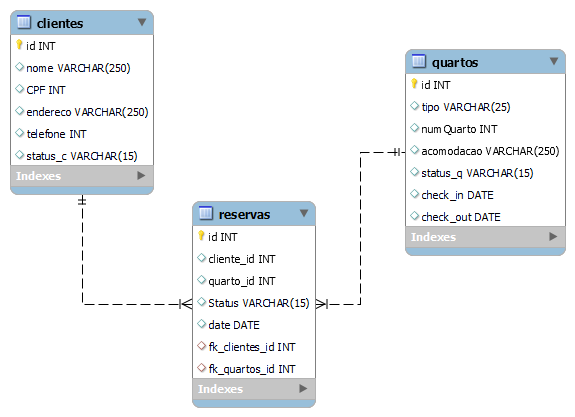 clientes
id INT
nome VARCHAR(250)
CPF INT
endereco VARCHAR(250)
telefone INT
status_c VARCHAR(15)
Indexes
quartos
id INT
tipo VARCHAR(25)
numQuarto INT
acomodacao VARCHAR(250)
status_q VARCHAR(15)
check_in DATE
check_out DATE
Indexes
reservas
id INT
cliente_id INT
quarto_id INT
Status VARCHAR(15)
date DATE
fk_clientes_id INT
fk_quartos_id INT
Indexes